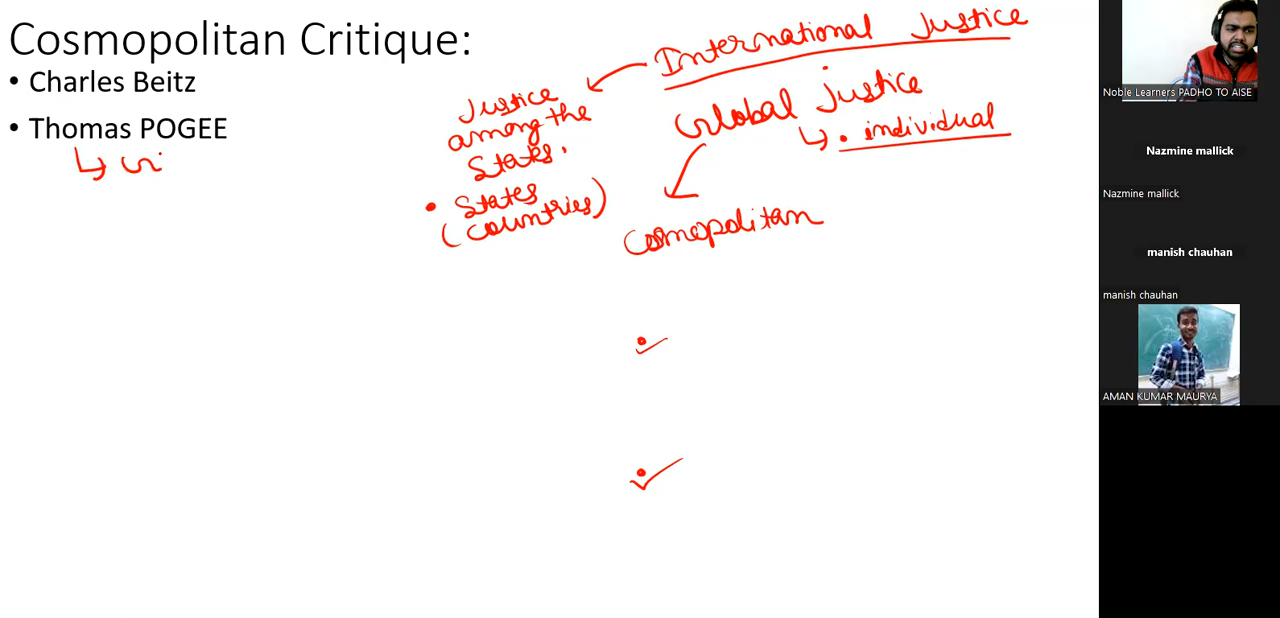 Cosmopolitan Critique:
• Charles Beitz
• Thomas POGEE
International Justice
Justice
among the
States.
• States
(Countries)
Global justice
• individual
Cosmopolitan
Noble Learners PADHO TO AISE
Nazmine mallick
Nazmine mallick
manish chauhan
manish chauhan
AMAN KUMAR MAURYA